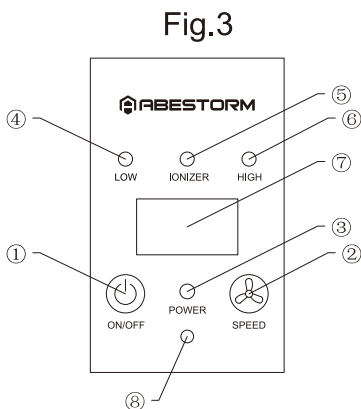 Fig.3
ABESTORM
④ ⑤ ⑥
LOW IONIZER HIGH
⑦
① ③ ②
ON/OFF POWER SPEED
⑧